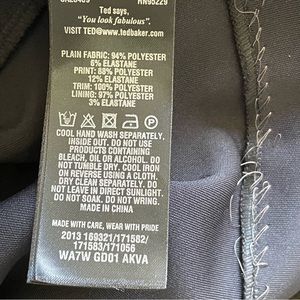 RN95229
Ted says,
"You look fabulous".
VISIT TED@WWW.TEDBAKER.COM
PLAIN FABRIC: 94% POLYESTER
6% ELASTANE
PRINT: 88% POLYESTER
12% ELASTANE
TRIM: 100% POLYESTER
LINING: 97% POLYESTER
3% ELASTANE
COOL HAND WASH SEPARATELY,
INSIDE OUT. DO NOT USE
PRODUCTS CONTAINING
BLEACH, OIL OR ALCOHOL. DO
NOT TUMBLE DRY. COOL IRON
ON REVERSE USING A CLOTH.
DRY CLEAN SEPARATELY. DO
NOT LEAVE IN DIRECT SUNLIGHT.
DO NOT SOAK.
MADE IN CHINA
MADE WITH CARE, WEAR WITH PRIDE
2013 169321/171582/
171583/171056
WA7W GD01 AKVA